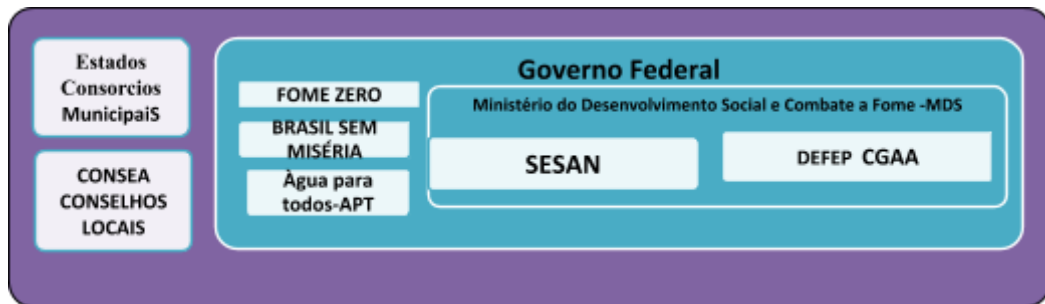 Estados
Consorcios
MunicipaiS
CONSEA
CONSELHOS
LOCAIS
Governo Federal
FOME ZERO
BRASIL SEM
MISÉRIA
Àgua para
todos-APT
Ministério do Desenvolvimento Social e Combate a Fome -MDS
SESAN
DEFEP CGAA